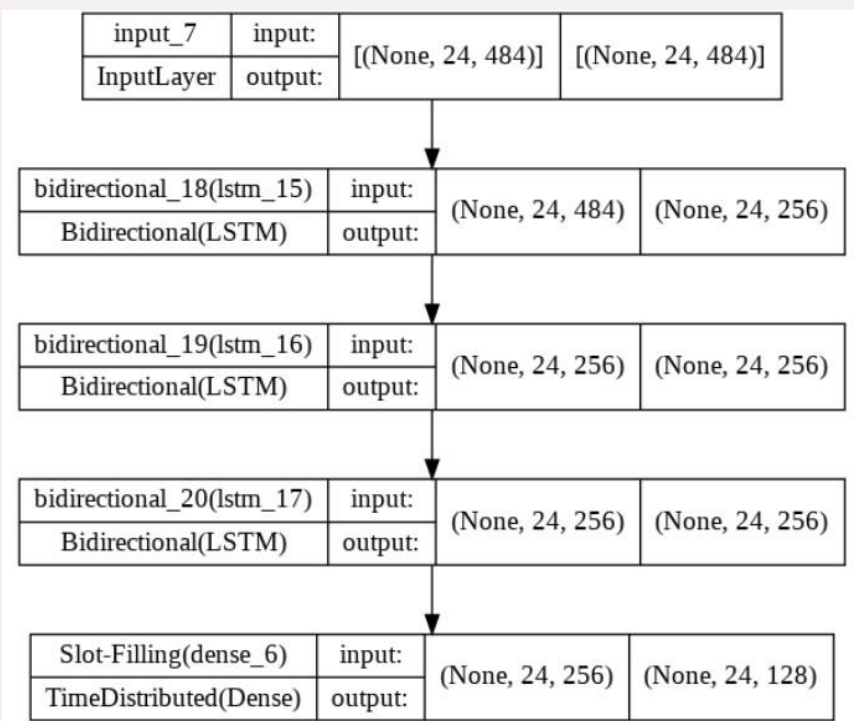 input_7 input: [(None, 24, 484)] [(None, 24, 484)]
InputLayer output:
bidirectional_18(lstm_15) input: (None, 24, 484) (None, 24, 256)
Bidirectional(LSTM) output:
bidirectional_19(lstm_16) input: (None, 24, 256) (None, 24, 256)
Bidirectional(LSTM) output:
bidirectional_20(lstm_17) input: (None, 24, 256) (None, 24, 256)
Bidirectional(LSTM) output:
Slot-Filling(dense_6) input: (None, 24, 256) (None, 24, 128)
TimeDistributed(Dense) output: